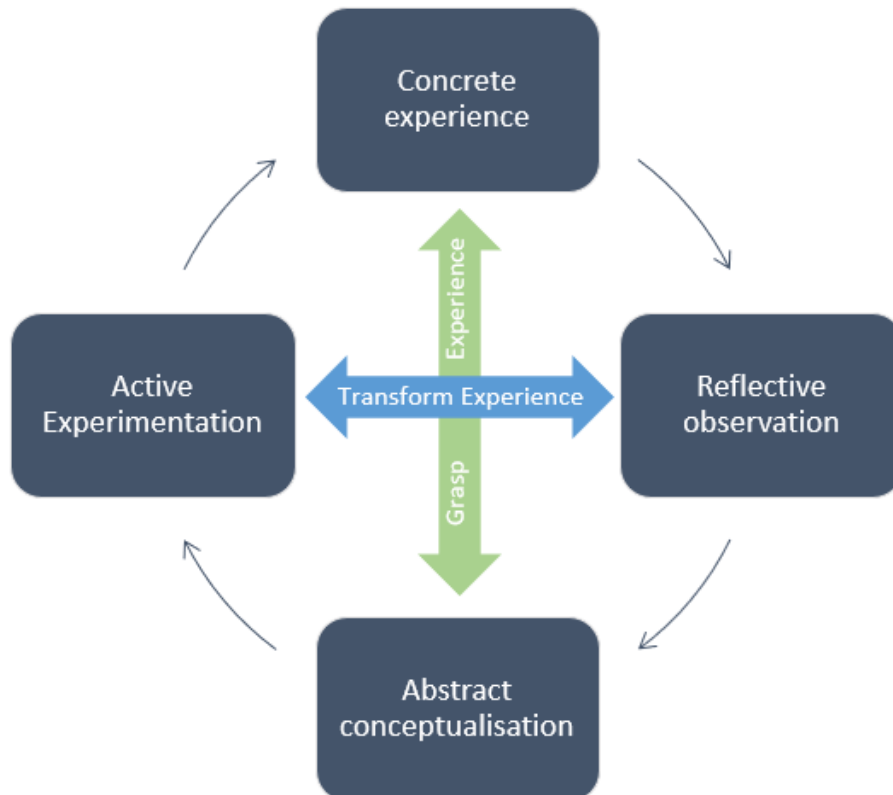 Concrete
experience
Active
Experimentation
Grasp Experience
Transform Experience
Reflective
observation
Abstract
conceptualisation